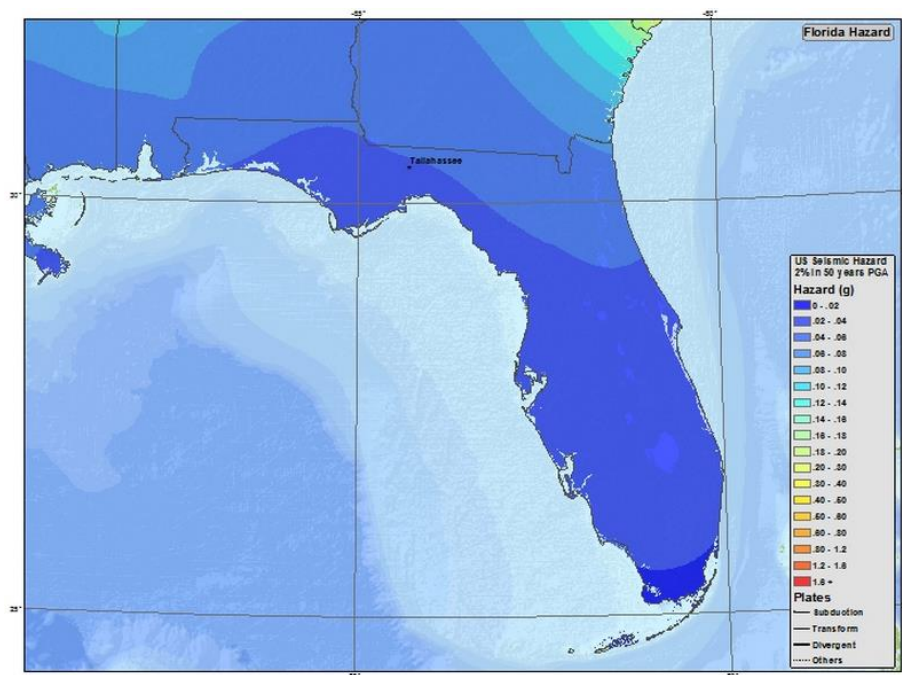 Florida Hazard
Tallahassee
US Seismic Hazard
2% in 50 years PGA
Hazard (g)
0 - .02
.02 - .04
.04 - .06
.06 - .08
.08 - .10
.10 - .12
.12 - .14
.14 - .16
.16 - .18
.18 - .20
.20 - .30
.30 - .40
.40 - .50
.50 - .60
.60 - .80
.80 - 1.2
1.2 - 1.6
1.6 +
Plates
Subduction
Transform
Divergent
Others